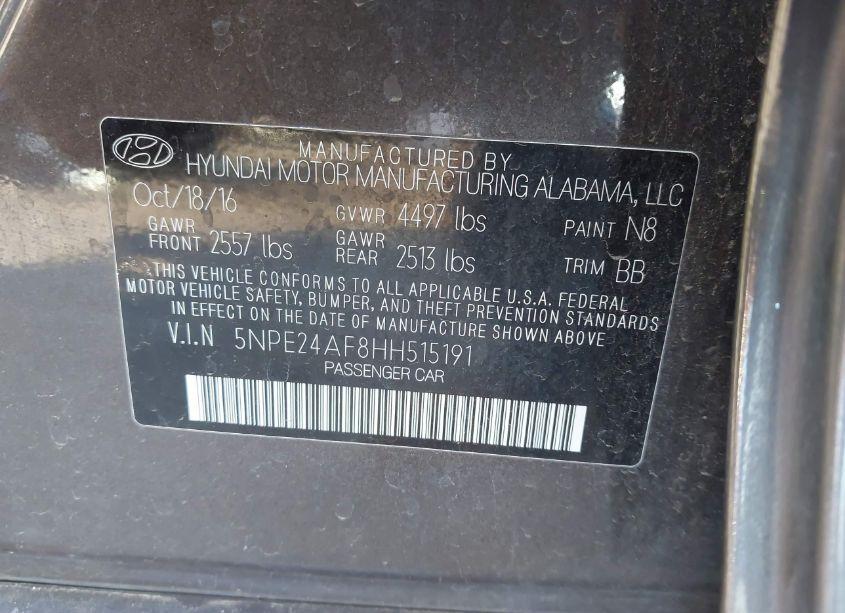 MANUFACTURED BY
HYUNDAI MOTOR MANUFACTURING ALABAMA, LLC
Oct/18/16 GVWR 4497 lbs PAINT N8
GAWR FRONT 2557 lbs GAWR REAR 2513 lbs TRIM BB
THIS VEHICLE CONFORMS TO ALL APPLICABLE U.S.A. FEDERAL
MOTOR VEHICLE SAFETY, BUMPER, AND THEFT PREVENTION STANDARDS
IN EFFECT ON THE DATE OF MANUFACTURE SHOWN ABOVE
V.I.N 5NPE24AF8HH515191
PASSENGER CAR